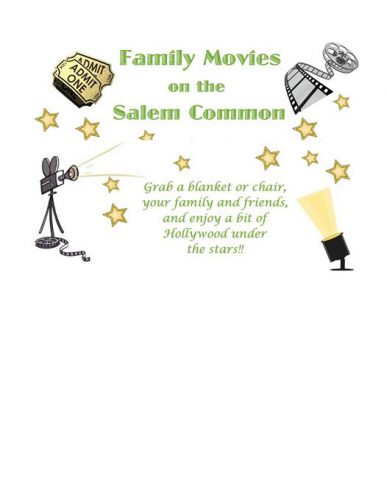 Family Movies
on the
Salem Common
ADMIT
ADMIT
ONE
Grab a blanket or chair,
your family and friends,
and enjoy a bit of
Hollywood under
the stars!!